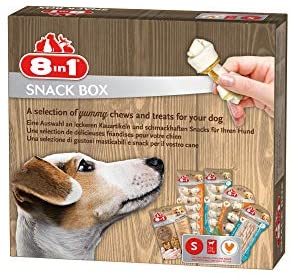 8in1
SNACK BOX
A selection of yummy chews and treats for your dog
Eine Auswahl an leckeren Kauartikeln und schmackhaften Snacks für Ihren Hund
Une sélection de délicieuses friandises pour votre chien
Una selezione di gustosi masticabili e snack per il vostro cane
S